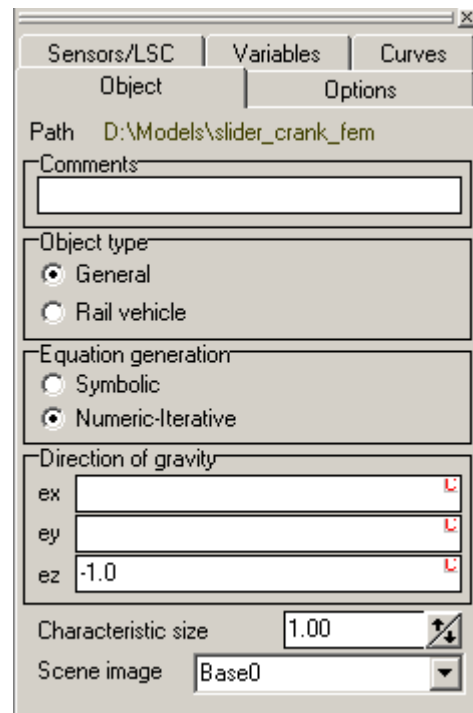 Sensors/LSC Variables Curves
Object Options
Path D:\Models\slider_crank_fem
Comments
Object type
General
Rail vehicle
Equation generation
Symbolic
Numeric-Iterative
Direction of gravity
ex C
ey C
ez -1.0 C
Characteristic size 1.00
Scene image Base0